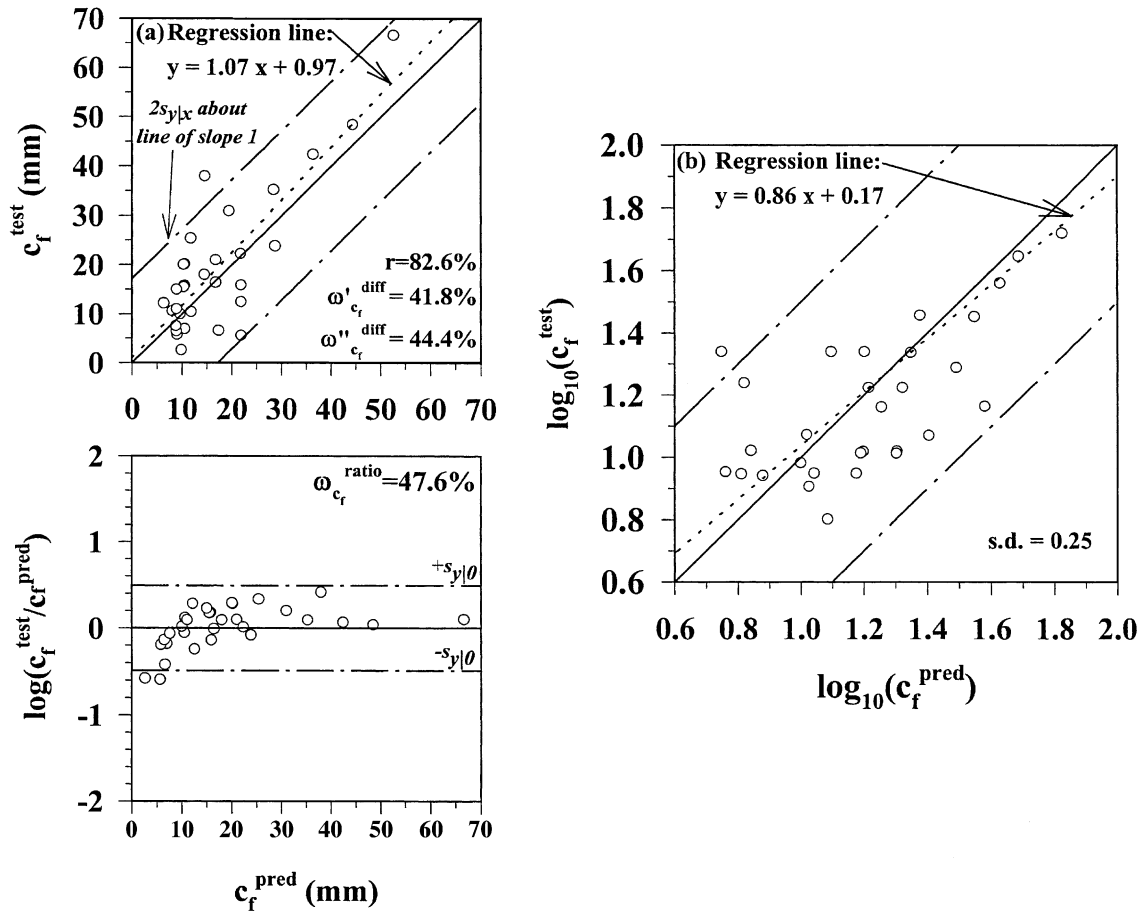 (a) Regression line:
y = 1.07 x + 0.97
2s_y|x about
line of slope 1
r=82.6%
ω'_c_f^diff = 41.8%
ω''_c_f^diff = 44.4%
70
60
50
40
30
20
10
0
c_f^test (mm)
0 10 20 30 40 50 60 70
ω_c_f^ratio=47.6%
+s_y|0
-s_y|0
2
1
0
-1
-2
log(c_f^test/c_f^pred)
0 10 20 30 40 50 60 70
c_f^pred (mm)
(b) Regression line:
y = 0.86 x + 0.17
s.d. = 0.25
2.0
1.8
1.6
1.4
1.2
1.0
0.8
0.6
log₁₀(c_f^test)
0.6 0.8 1.0 1.2 1.4 1.6 1.8 2.0
log₁₀(c_f^pred)